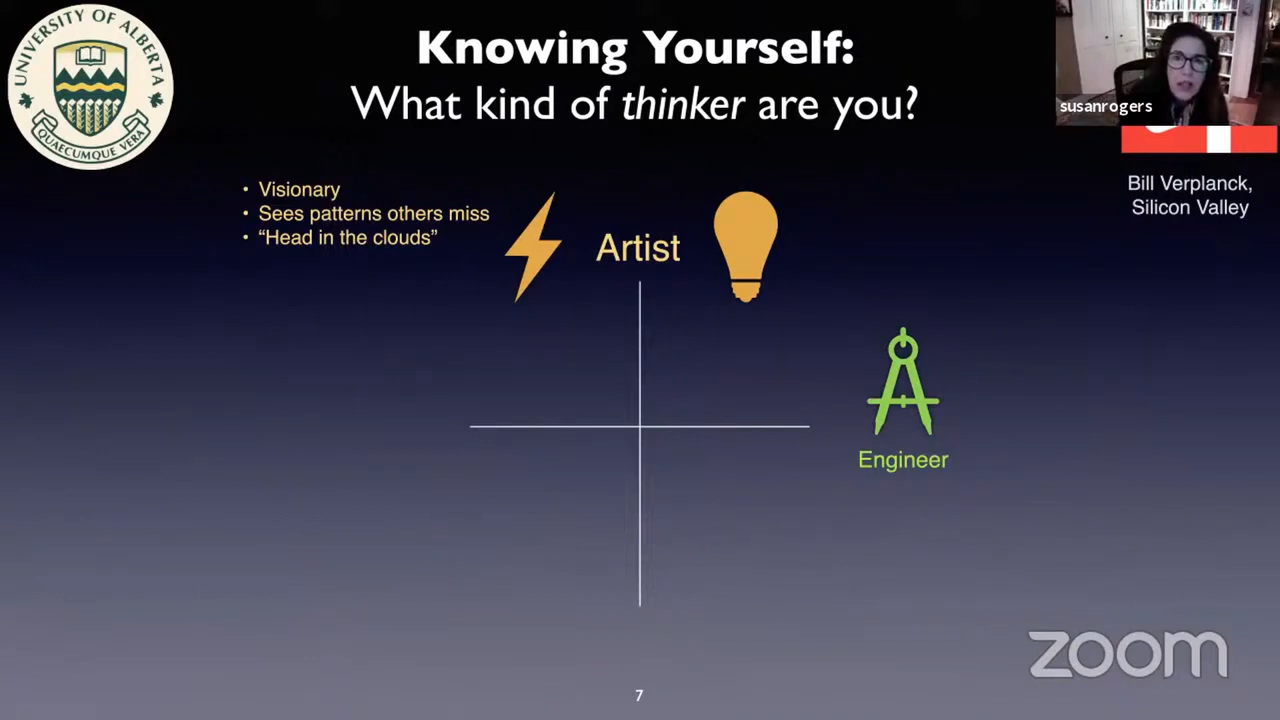 UNIVERSITY OF ALBERTA
QUAECUMQUE VERA
Knowing Yourself:
What kind of thinker are you?
susanrogers
Bill Verplanck,
Silicon Valley
• Visionary
• Sees patterns others miss
• “Head in the clouds”
Artist
Engineer
zoom
7